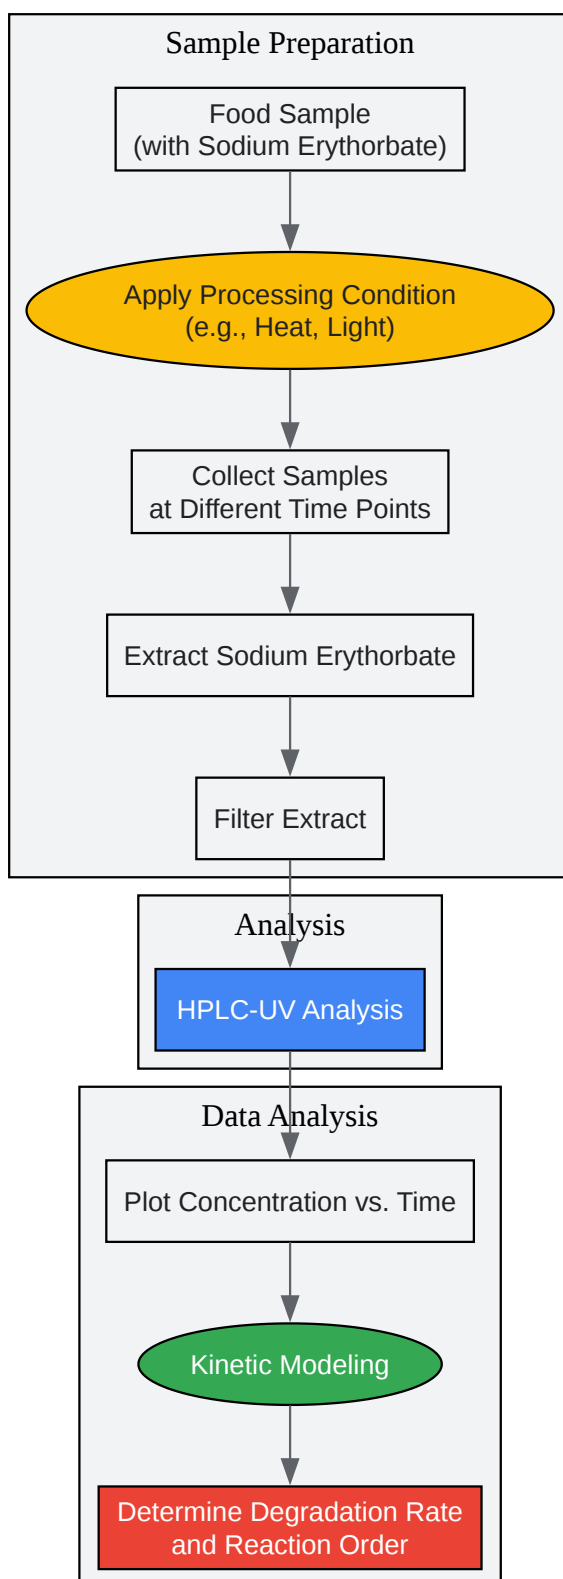 Sample Preparation
Food Sample
(with Sodium Erythorbate)
Apply Processing Condition
(e.g., Heat, Light)
Collect Samples
at Different Time Points
Extract Sodium Erythorbate
Filter Extract
Analysis
HPLC-UV Analysis
Data Analysis
Plot Concentration vs. Time
Kinetic Modeling
Determine Degradation Rate
and Reaction Order